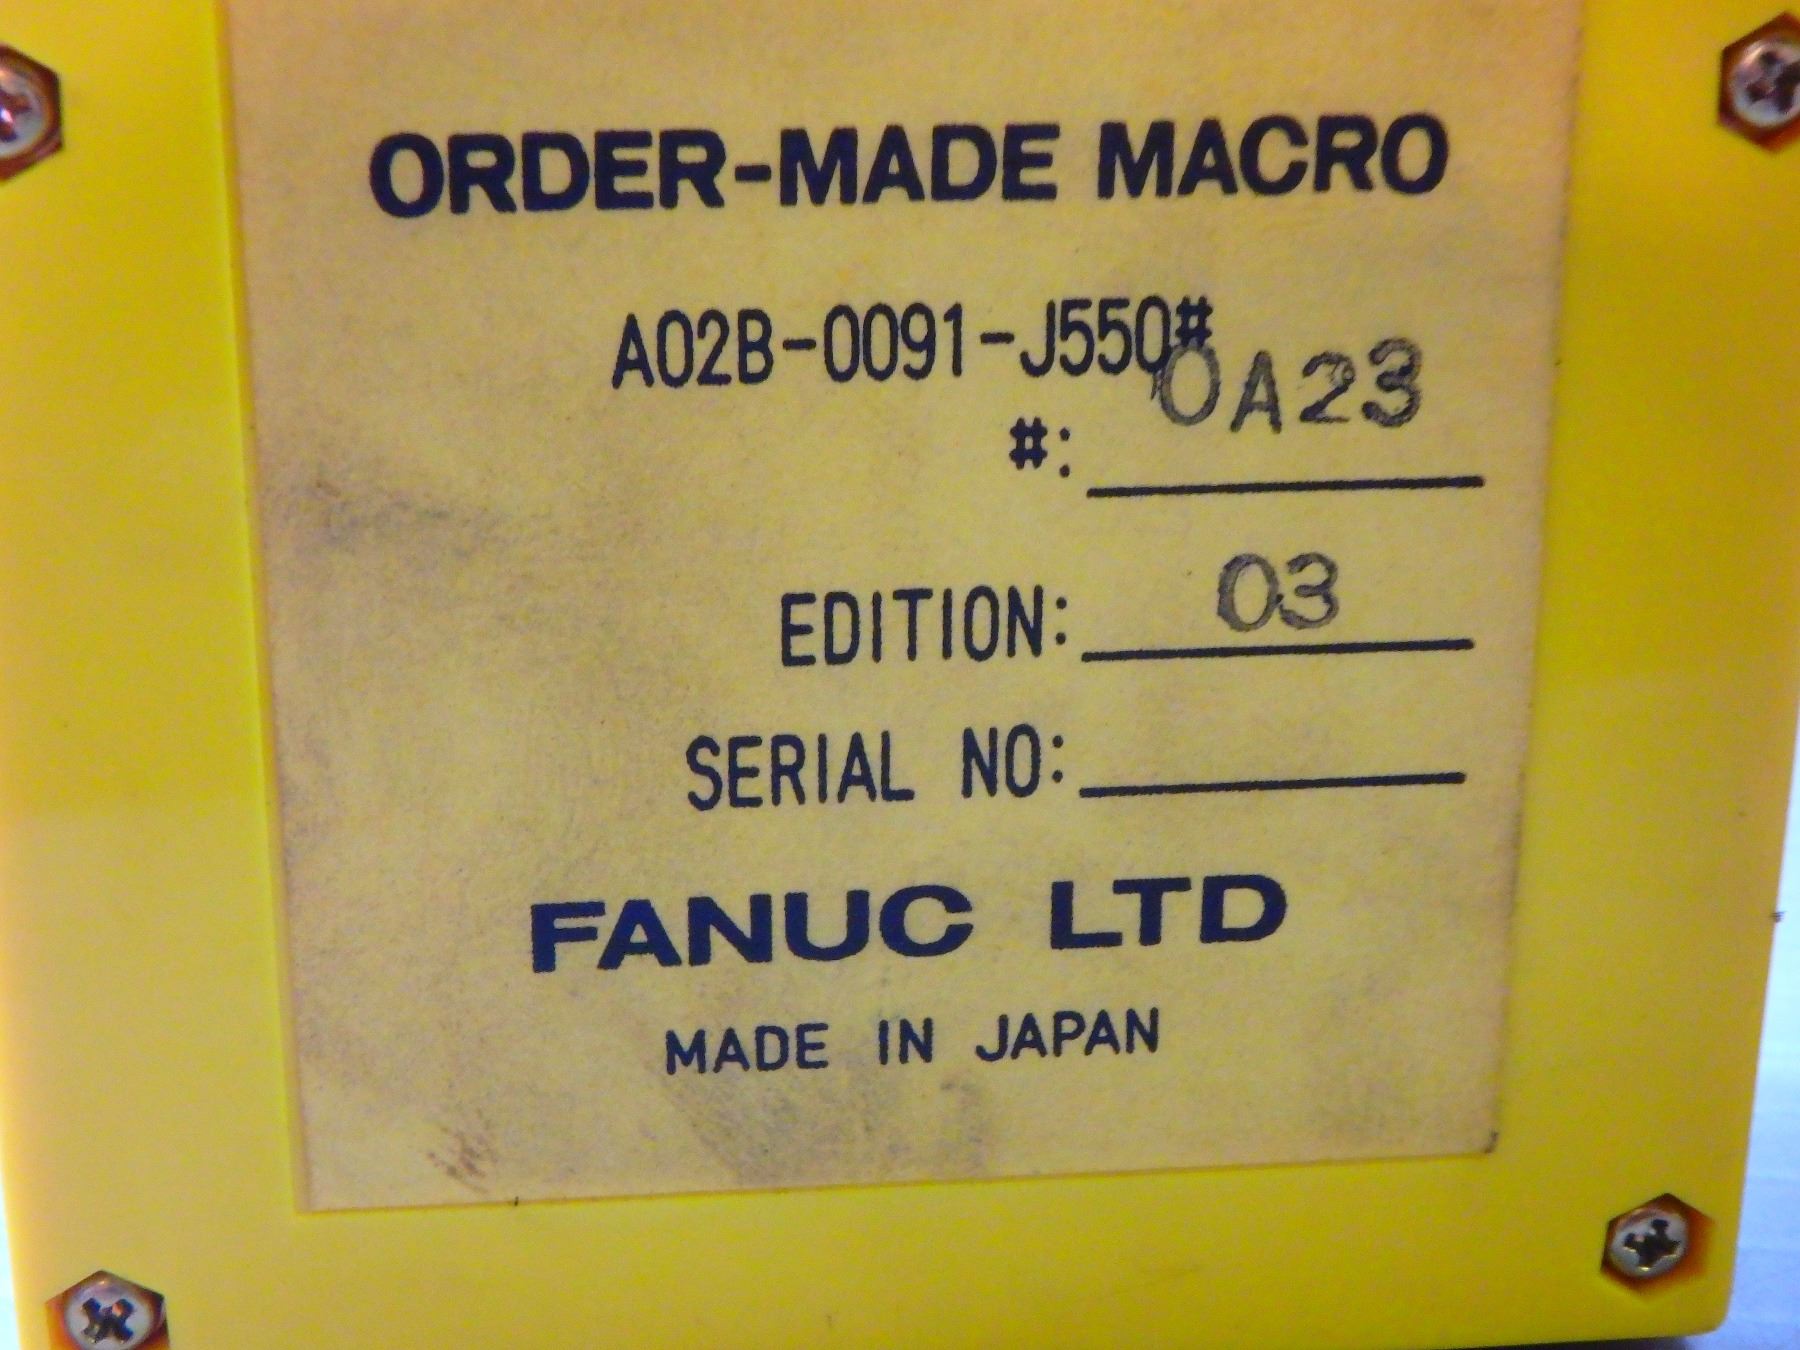 ORDER-MADE MACRO
A02B-0091-J550#
#: 0A23
EDITION: 03
SERIAL NO:
FANUC LTD
MADE IN JAPAN